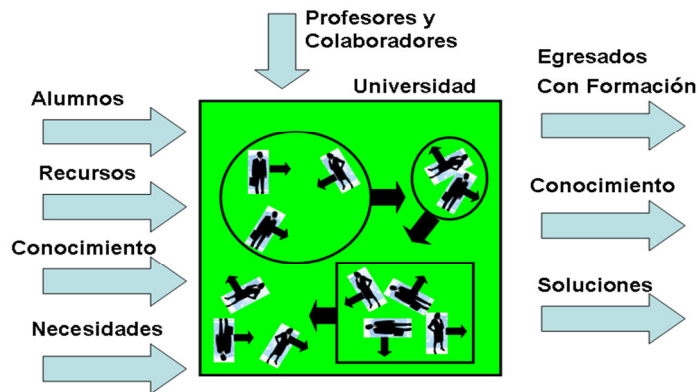 Profesores y
Colaboradores
Universidad
Alumnos
Recursos
Conocimiento
Necesidades
Egresados
Con Formación
Conocimiento
Soluciones